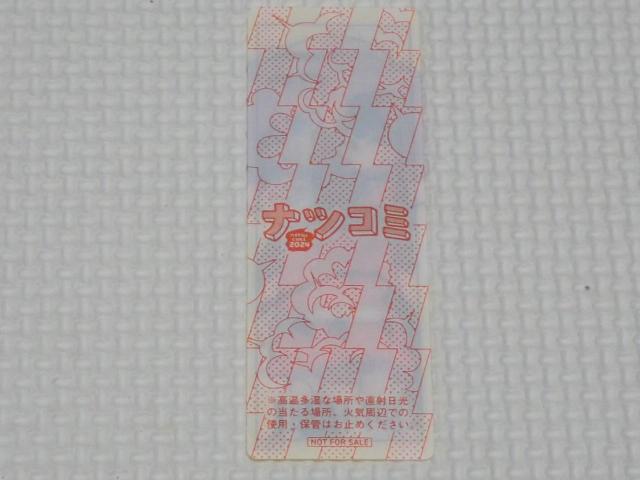 ナツコミ
NATSU
COMI
2024
※高温多湿な場所や直射日光
の当たる場所、火気周辺での
使用・保管はお止めください。
NOT FOR SALE